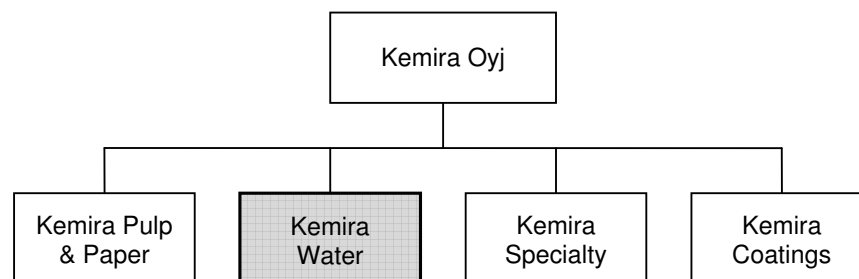 Kemira Oyj
Kemira Pulp
& Paper
Kemira
Water
Kemira
Specialty
Kemira
Coatings